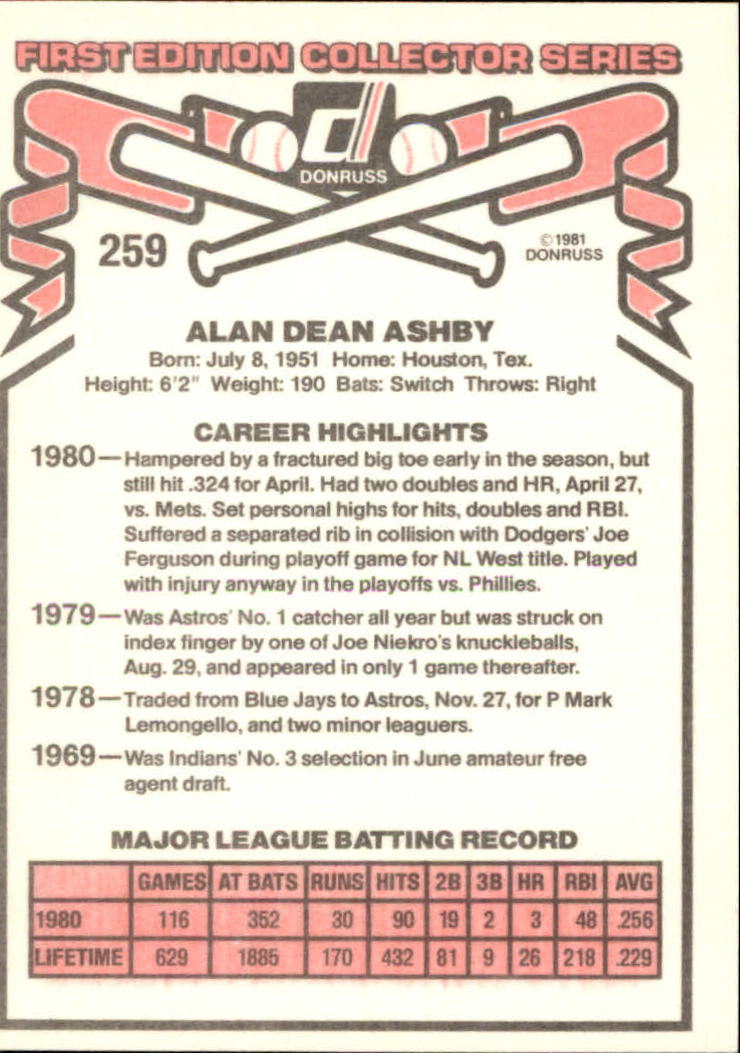 FIRST EDITION COLLECTOR SERIES
d
DONRUSS
259
© 1981
DONRUSS
ALAN DEAN ASHBY
Born: July 8, 1951 Home: Houston, Tex.
Height: 6'2" Weight: 190 Bats: Switch Throws: Right
CAREER HIGHLIGHTS
1980—Hampered by a fractured big toe early in the season, but
still hit .324 for April. Had two doubles and HR, April 27,
vs. Mets. Set personal highs for hits, doubles and RBI.
Suffered a separated rib in collision with Dodgers' Joe
Ferguson during playoff game for NL West title. Played
with injury anyway in the playoffs vs. Phillies.
1979—Was Astros' No. 1 catcher all year but was struck on
index finger by one of Joe Niekro's knuckleballs,
Aug. 29, and appeared in only 1 game thereafter.
1978—Traded from Blue Jays to Astros, Nov. 27, for P Mark
Lemongello, and two minor leaguers.
1969—Was Indians' No. 3 selection in June amateur free
agent draft.
MAJOR LEAGUE BATTING RECORD
GAMES AT BATS RUNS HITS 2B 3B HR RBI AVG
1980 116 352 30 90 19 2 3 48 .256
LIFETIME 629 1885 170 432 81 9 26 218 .229